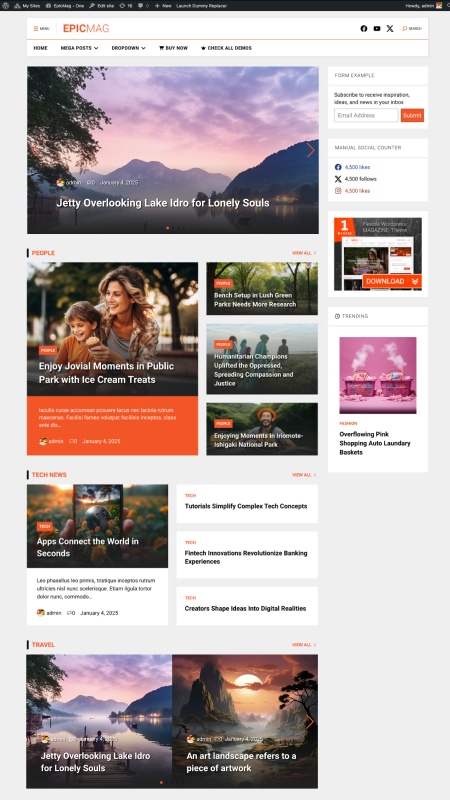 My Sites EpicMag - One Edit site 16 0 New Launch Dummy Replacer Howdy, admin
MENU EPICMAG SEARCH
HOME MEGA POSTS DROPDOWN BUY NOW CHECK ALL DEMOS
admin 0 January 4, 2025
Jetty Overlooking Lake Idro for Lonely Souls
FORM EXAMPLE
Subscribe to receive inspiration,
ideas, and news in your inbox
Email Address Submit
MANUAL SOCIAL COUNTER
4,500 likes
4,500 follows
4,500 likes
1
Flexible Wordpress
MAGAZINE Theme
DOWNLOAD
TRENDING
FASHION
Overflowing Pink
Shopping Auto Laundary
Baskets
PEOPLE VIEW ALL
PEOPLE
Enjoy Jovial Moments in Public
Park with Ice Cream Treats
Iaculis curae accumsan posuere lacus nec lacinia rutrum
maecenas. Facilisi fames volutpat facilisis inceptos, class
ante dis...
admin 0 January 4, 2025
PEOPLE
Bench Setup in Lush Green
Parks Needs More Research
PEOPLE
Humanitarian Champions
Uplifted the Oppressed,
Spreading Compassion and
Justice
PEOPLE
Enjoying Moments In Iriomote-
Ishigaki National Park
TECH NEWS VIEW ALL
TECH
Apps Connect the World in
Seconds
Leo phasellus leo primis, tristique inceptos rutrum
ultricies nisl nunc scelerisque. Etiam ligula tortor
dolor nunc, commodo...
admin 0 January 4, 2025
TECH
Tutorials Simplify Complex Tech Concepts
TECH
Fintech Innovations Revolutionize Banking
Experiences
TECH
Creators Shape Ideas Into Digital Realities
TRAVEL VIEW ALL
admin 0 January 4, 2025
Jetty Overlooking Lake Idro
for Lonely Souls
admin 0 January 4, 2025
An art landscape refers to a
piece of artwork